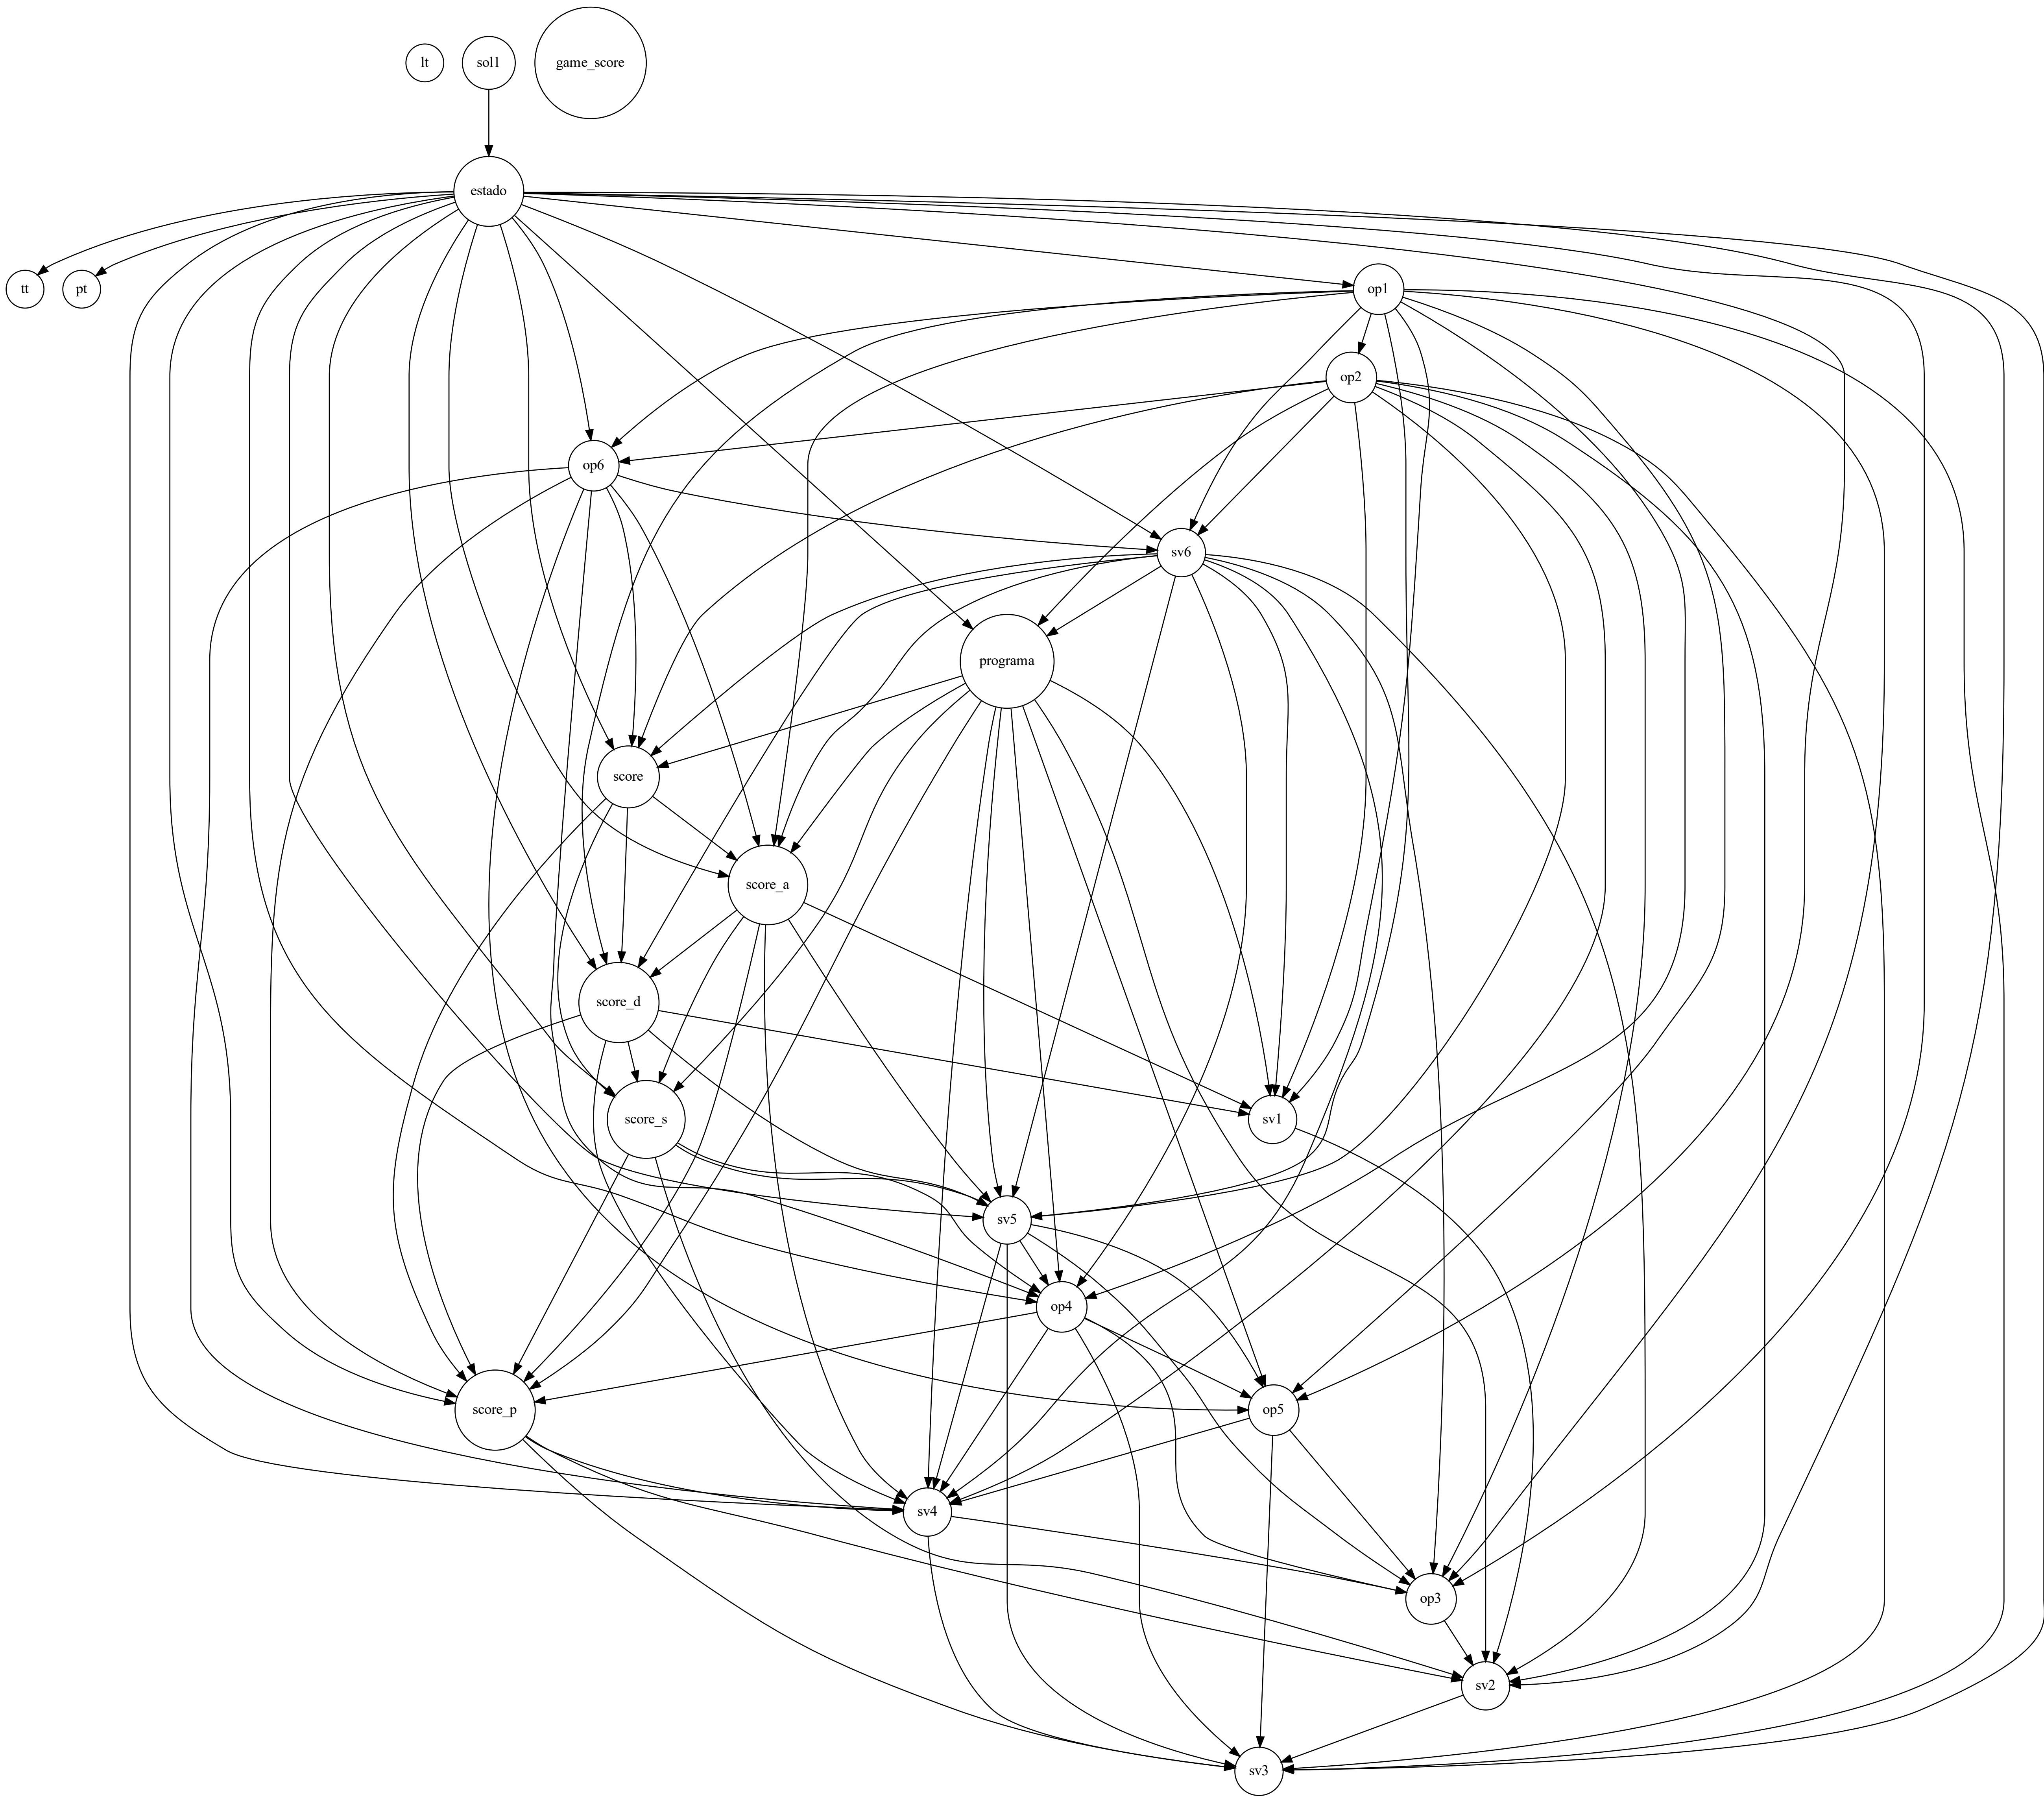 lt
sol1
game_score
estado
tt
pt
op1
op2
op6
sv6
programa
score
score_a
score_d
score_s
sv1
sv5
op4
score_p
op5
sv4
op3
sv2
sv3